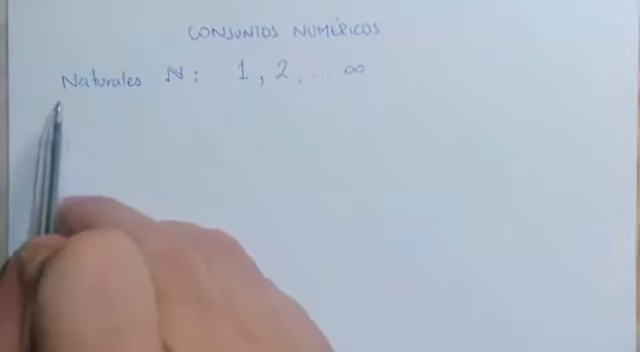 CONJUNTOS NUMÉRICOS
Naturales ℕ: 1, 2, ... ∞